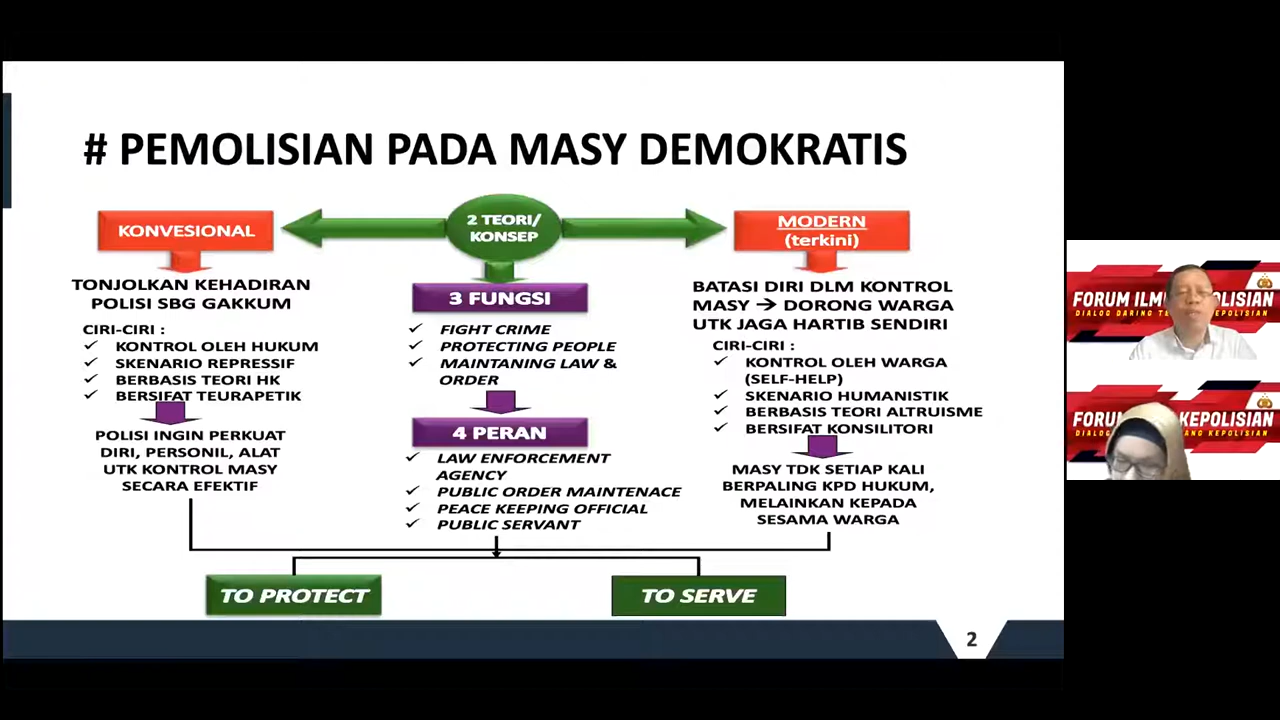 # PEMOLISIAN PADA MASY DEMOKRATIS
2 TEORI/
KONSEP
KONVESIONAL
TONJOLKAN KEHADIRAN
POLISI SBG GAKKUM
CIRI-CIRI :
KONTROL OLEH HUKUM
SKENARIO REPRESSIF
BERBASIS TEORI HK
BERSIFAT TEURAPETIK
POLISI INGIN PERKUAT
DIRI, PERSONIL, ALAT
UTK KONTROL MASY
SECARA EFEKTIF
3 FUNGSI
FIGHT CRIME
PROTECTING PEOPLE
MAINTANING LAW &
ORDER
4 PERAN
LAW ENFORCEMENT
AGENCY
PUBLIC ORDER MAINTENACE
PEACE KEEPING OFFICIAL
PUBLIC SERVANT
MODERN
(terkini)
BATASI DIRI DLM KONTROL
MASY → DORONG WARGA
UTK JAGA HARTIB SENDIRI
CIRI-CIRI :
KONTROL OLEH WARGA
(SELF-HELP)
SKENARIO HUMANISTIK
BERBASIS TEORI ALTRUISME
BERSIFAT KONSILITORI
MASY TDK SETIAP KALI
BERPALING KPD HUKUM,
MELAINKAN KEPADA
SESAMA WARGA
TO PROTECT
TO SERVE
2
FORUM
DIALOG DARING
FORUM
KEPOLISIAN
DIALOG
KEPOLISIAN